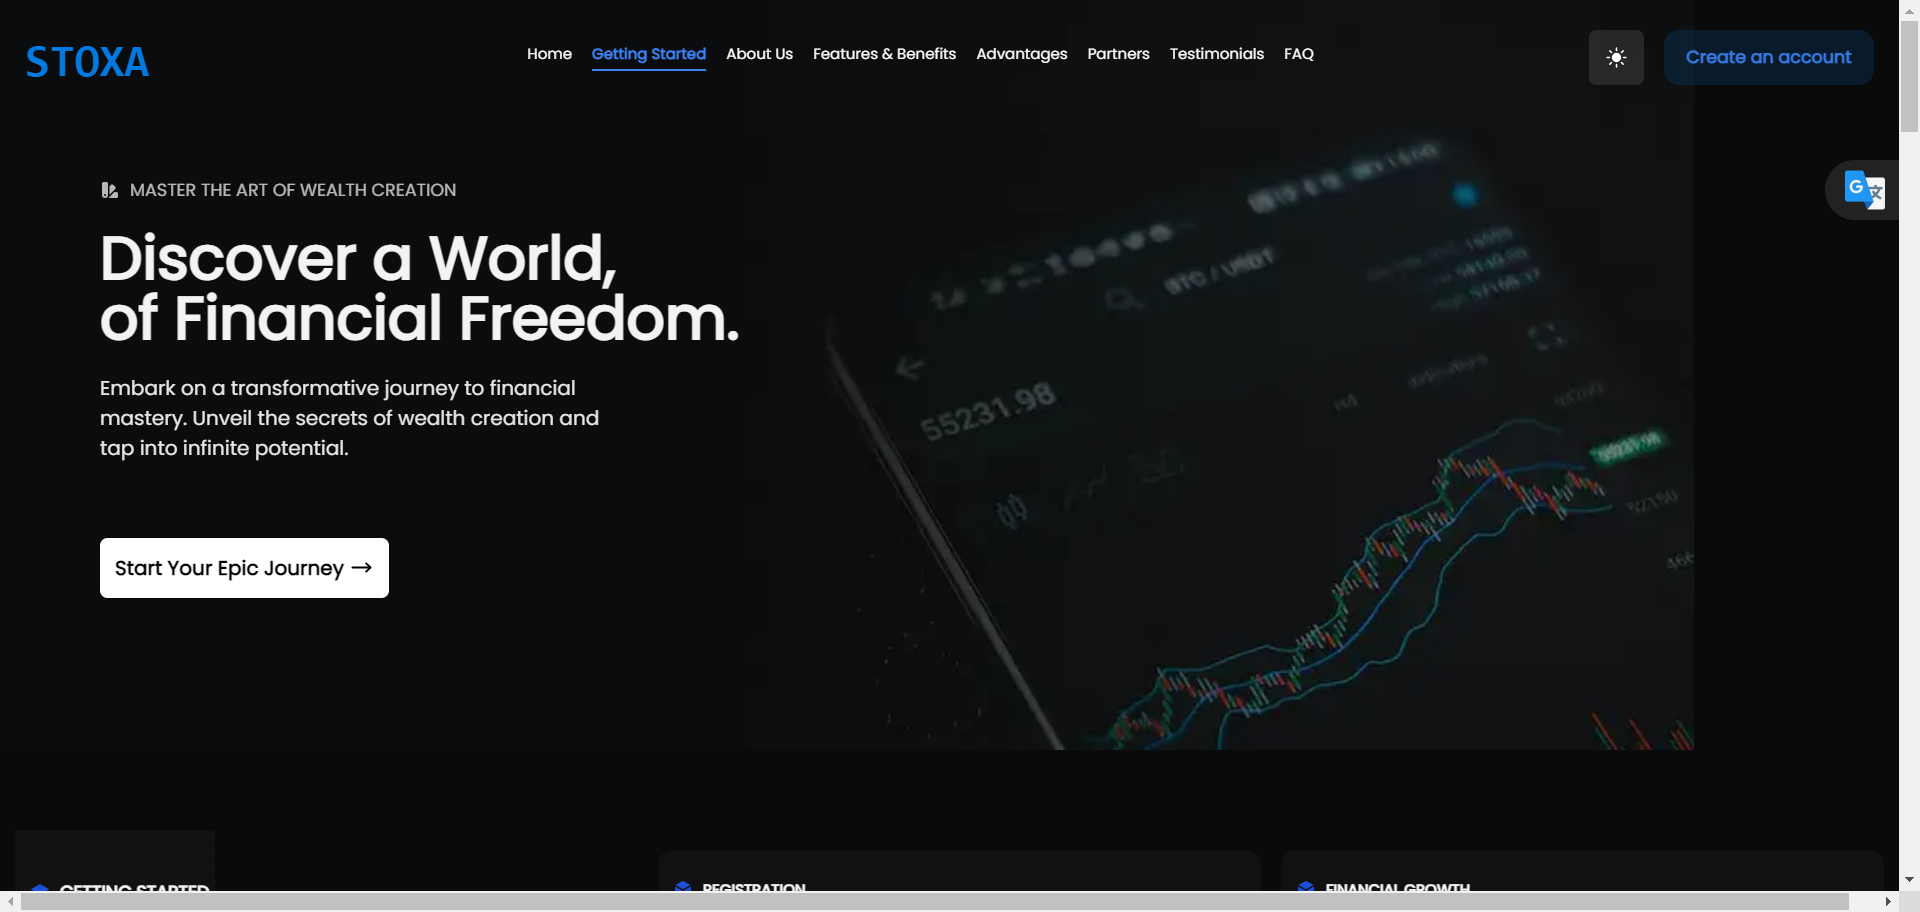 STOXA
Home Getting Started About Us Features & Benefits Advantages Partners Testimonials FAQ
Create an account
MASTER THE ART OF WEALTH CREATION
Discover a World,
of Financial Freedom.
Embark on a transformative journey to financial
mastery. Unveil the secrets of wealth creation and
tap into infinite potential.
Start Your Epic Journey →
BTC / USDT
55231.98
55231.98
52150
GETTING STARTED
REGISTRATION
FINANCIAL GROWTH